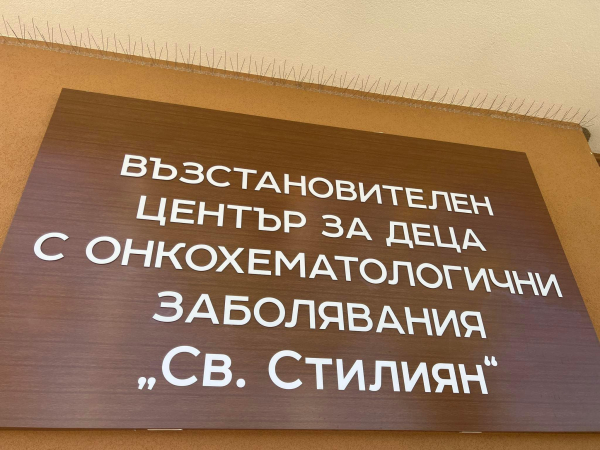 ВЪЗСТАНОВИТЕЛЕН
ЦЕНТЪР ЗА ДЕЦА
С ОНКОХЕМАТОЛОГИЧНИ
ЗАБОЛЯВАНИЯ
„Св. Стилиян“